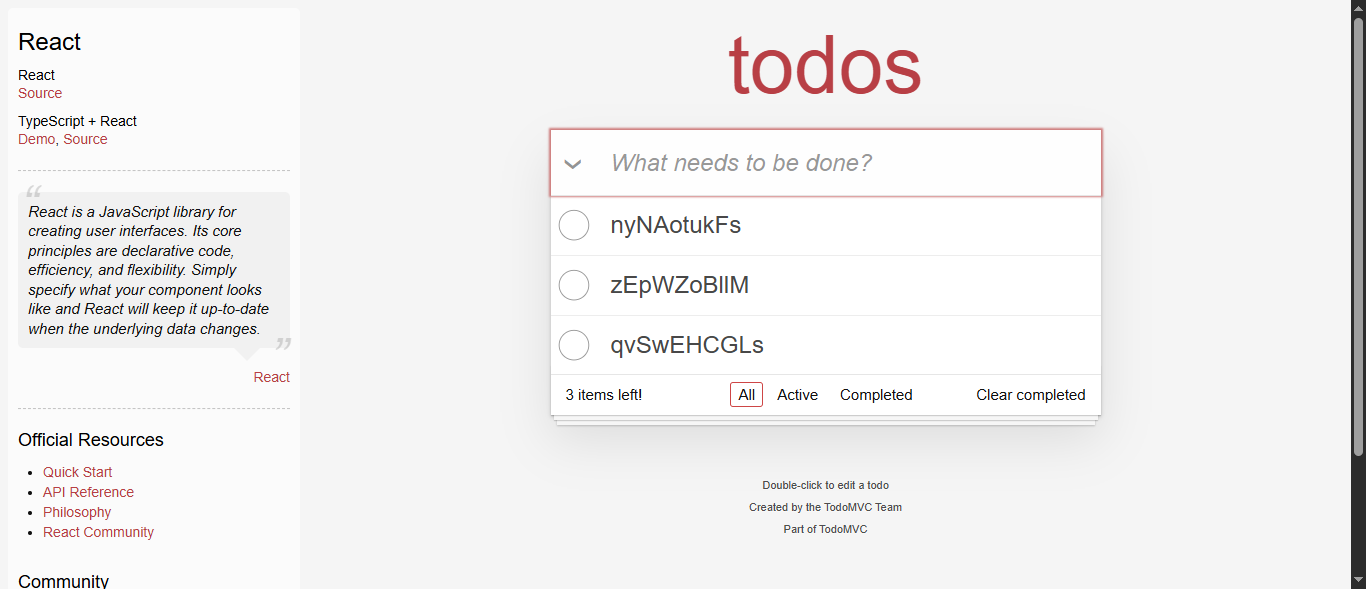 React
React
Source
TypeScript + React
Demo, Source
“
React is a JavaScript library for
creating user interfaces. Its core
principles are declarative code,
efficiency, and flexibility. Simply
specify what your component looks
like and React will keep it up-to-date
when the underlying data changes.
”
React
Official Resources
Quick Start
API Reference
Philosophy
React Community
Community
todos
What needs to be done?
nyNAotukFs
zEpWZoBllM
qvSwEHCGLs
3 items left! All Active Completed Clear completed
Double-click to edit a todo
Created by the TodoMVC Team
Part of TodoMVC